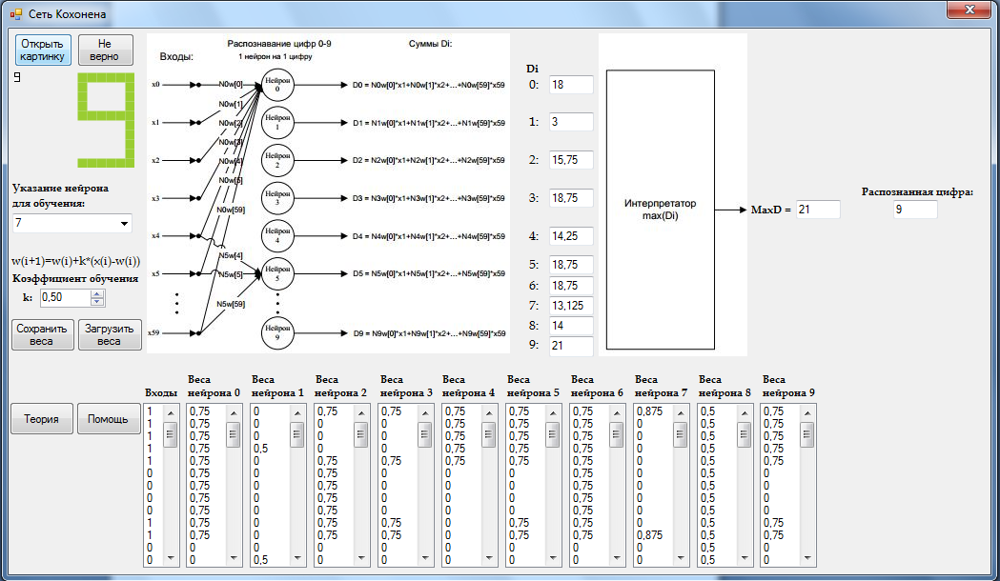 Сеть Кохонена
Открыть картинку
Не верно
9
Указание нейрона
для обучения:
7
w(i+1)=w(i)+k*(x(i)-w(i))
Коэффициент обучения
k: 0,50
Сохранить веса
Загрузить веса
Теория
Помощь
Распознавание цифр 0-9
1 нейрон на 1 цифру
Суммы Di:
Входы:
x0
x1
x2
x3
x4
x5
x59
N0w[0]
N0w[1]
N0w[2]
N0w[3]
N0w[4]
N0w[5]
N0w[59]
N5w[4]
N5w[5]
N5w[59]
Нейрон 0
Нейрон 1
Нейрон 2
Нейрон 3
Нейрон 4
Нейрон 5
Нейрон 9
D0 = N0w[0]*x1+N0w[1]*x2+...+N0w[59]*x59
D1 = N1w[0]*x1+N1w[1]*x2+...+N1w[59]*x59
D2 = N2w[0]*x1+N2w[1]*x2+...+N2w[59]*x59
D3 = N3w[0]*x1+N3w[1]*x2+...+N3w[59]*x59
D4 = N4w[0]*x1+N4w[1]*x2+...+N4w[59]*x59
D5 = N5w[0]*x1+N5w[1]*x2+...+N5w[59]*x59
D9 = N9w[0]*x1+N9w[1]*x2+...+N9w[59]*x59
Di
0: 18
1: 3
2: 15,75
3: 18,75
4: 14,25
5: 18,75
6: 18,75
7: 13,125
8: 14
9: 21
Интерпретатор
max(Di)
MaxD = 21
Распознанная цифра:
9
Входы Веса нейрона 0 Веса нейрона 1 Веса нейрона 2 Веса нейрона 3 Веса нейрона 4 Веса нейрона 5 Веса нейрона 6 Веса нейрона 7 Веса нейрона 8 Веса нейрона 9
1 0,75 0 0,75 0,75 0,75 0,75 0,75 0,875 0,5 0,75
1 0,75 0 0 0 0,75 0,75 0,75 0 0,5 0,75
1 0,75 0 0 0 0,75 0,75 0,75 0 0,5 0,75
1 0,75 0,5 0 0 0,75 0,75 0,75 0 0,5 0,75
1 0,75 0 0,75 0,75 0,75 0,75 0,75 0 0,5 0,75
0 0,75 0 0,75 0 0 0 0,75 0 0,5 0
0 0,75 0 0,75 0 0 0 0,75 0 0,5 0
0 0,75 0 0,75 0 0 0 0,75 0 0,5 0
0 0,75 0 0,75 0 0 0 0,75 0 0,5 0
1 0,75 0 0,75 0,75 0 0,75 0,75 0 0,5 0,75
1 0,75 0 0,75 0,75 0 0,75 0,75 0,875 0,5 0,75
0 0 0 0 0 0 0 0 0 0,5 0
0 0 0,5 0 0 0 0 0 0 0,5 0